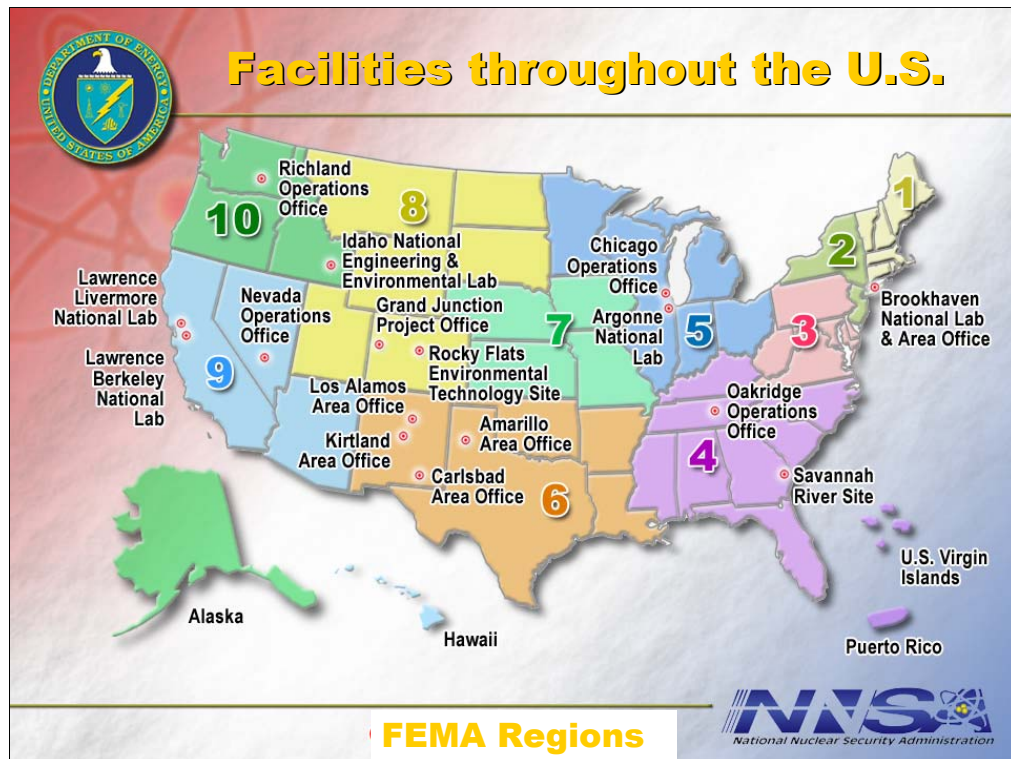 DEPARTMENT OF ENERGY
UNITED STATES OF AMERICA
Facilities throughout the U.S.
Richland
Operations
Office
10
8
1
2
Idaho National
Engineering &
Environmental Lab
Chicago
Operations
Office
Lawrence
Livermore
National Lab
Nevada
Operations
Office
Grand Junction
Project Office
7
Argonne
National
Lab
5
3
Brookhaven
National Lab
& Area Office
Lawrence
Berkeley
National
Lab
9
Rocky Flats
Environmental
Technology Site
Los Alamos
Area Office
Oakridge
Operations
Office
Kirtland
Area Office
Amarillo
Area Office
4
Carlsbad
Area Office
6
Savannah
River Site
U.S. Virgin
Islands
Alaska
Hawaii
Puerto Rico
NNSA
National Nuclear Security Administration
FEMA Regions